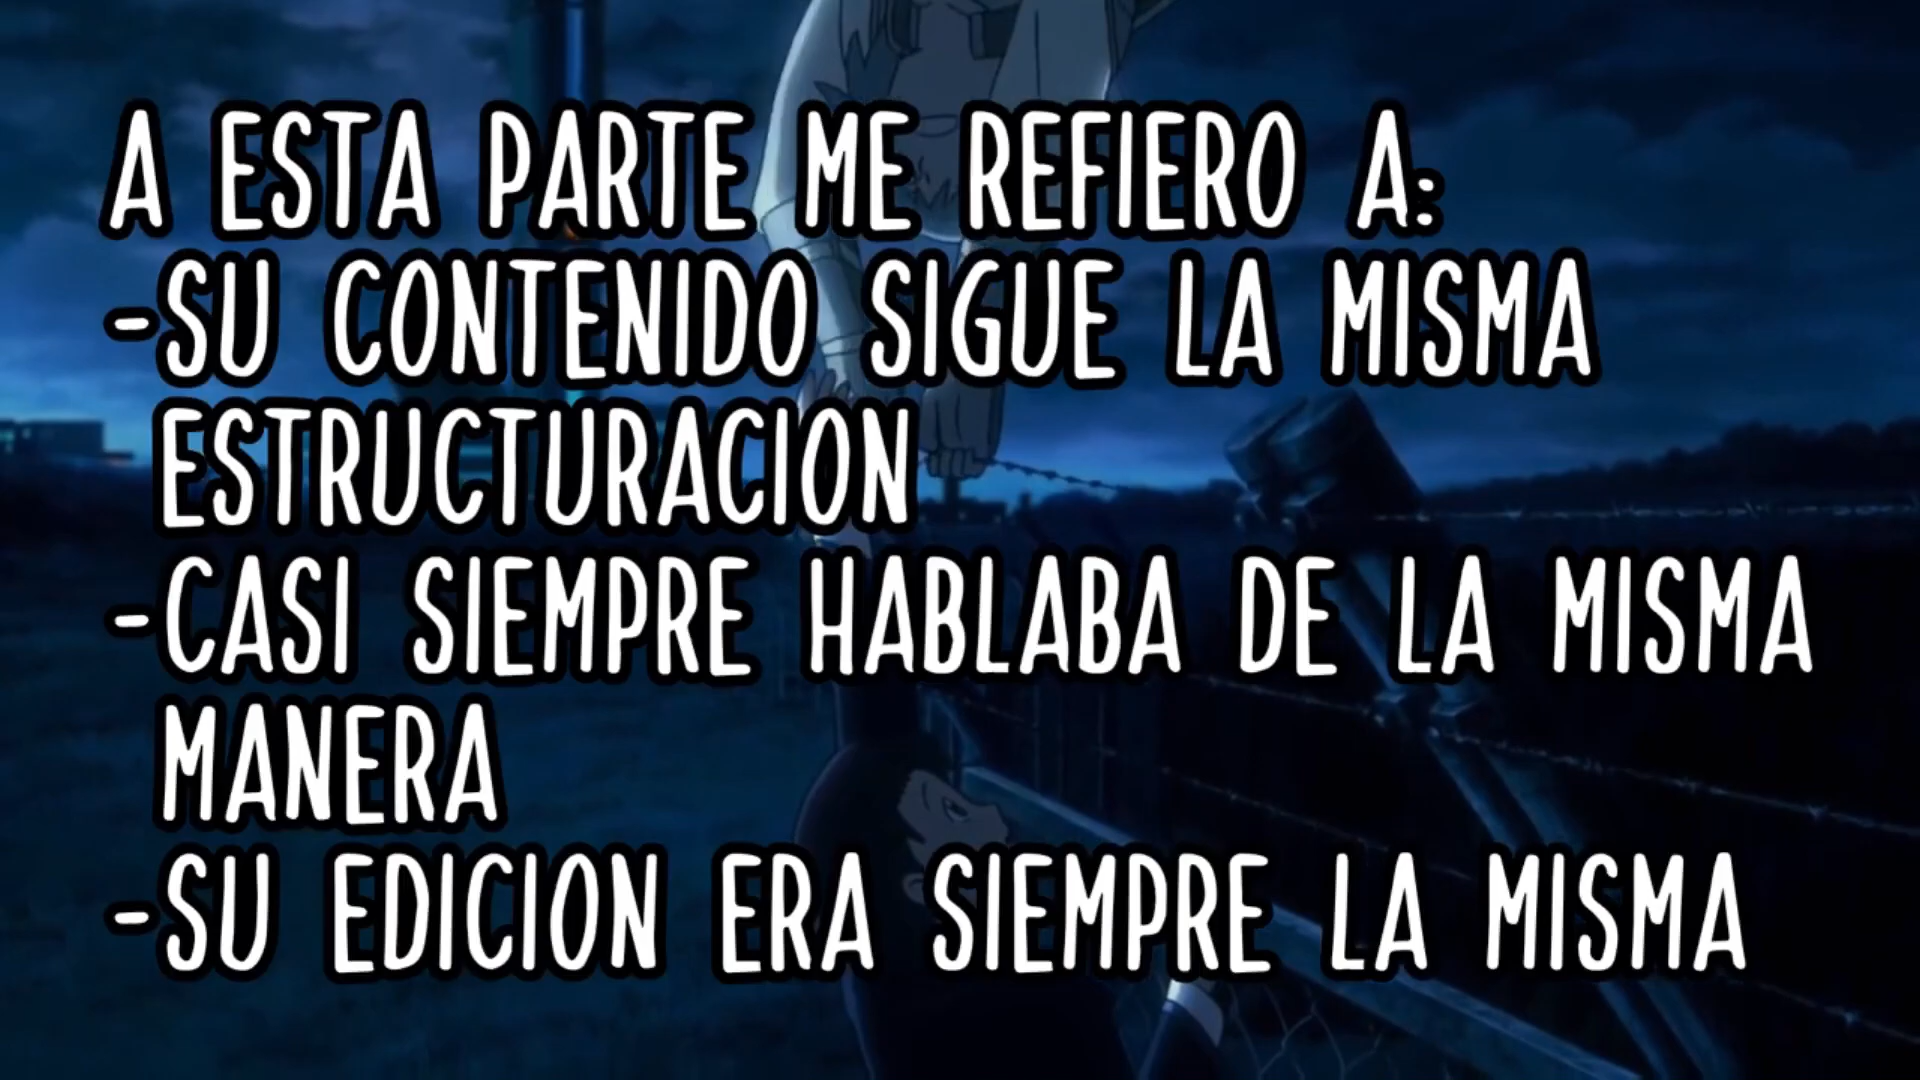 A ESTA PARTE ME REFIERO A:
-SU CONTENIDO SIGUE LA MISMA
ESTRUCTURACION
-CASI SIEMPRE HABLABA DE LA MISMA
MANERA
-SU EDICION ERA SIEMPRE LA MISMA